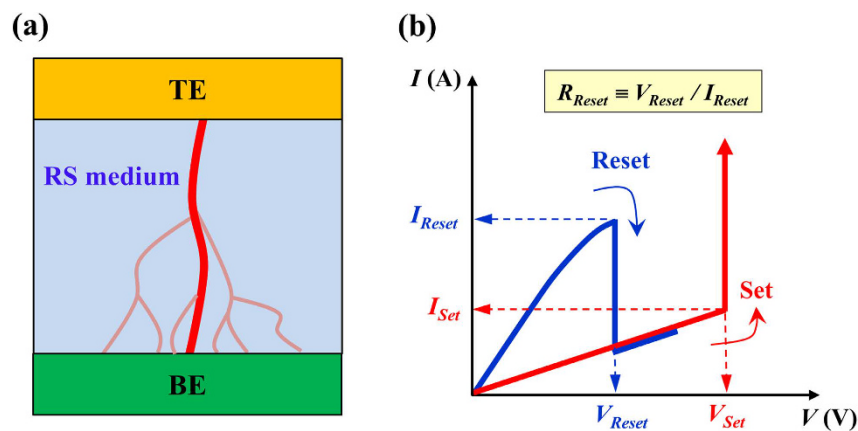 (a)
TE
RS medium
BE
(b)
I (A)
R_Reset ≡ V_Reset / I_Reset
Reset
I_Reset
I_Set
Set
V_Reset
V_Set
V (V)